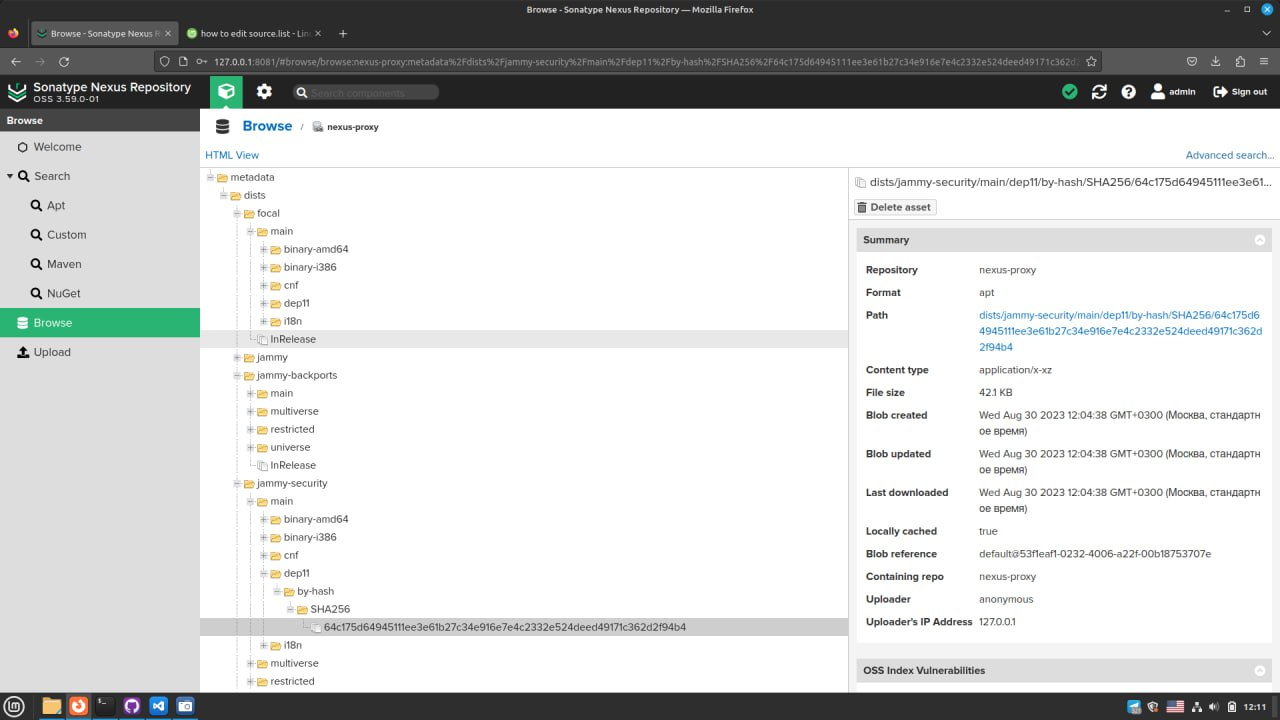 Browse - Sonatype Nexus Repository — Mozilla Firefox
Browse - Sonatype Nexus R
how to edit source.list - Lin
127.0.0.1:8081/#browse/browse:nexus-proxy:metadata%2Fdists%2Fjammy-security%2Fmain%2Fdep11%2Fby-hash%2FSHA256%2F64c175d64945111ee3e61b27c34e916e7e4c2332e524deed49171c362d
Sonatype Nexus Repository
OSS 3.59.0-01
Search components
admin
Sign out
Browse
Welcome
Search
Apt
Custom
Maven
NuGet
Browse
Upload
Browse / nexus-proxy
HTML View
Advanced search...
metadata
dists
focal
main
binary-amd64
binary-i386
cnf
dep11
i18n
InRelease
jammy
jammy-backports
main
multiverse
restricted
universe
InRelease
jammy-security
main
binary-amd64
binary-i386
cnf
dep11
by-hash
SHA256
64c175d64945111ee3e61b27c34e916e7e4c2332e524deed49171c362d2f94b4
i18n
multiverse
restricted
dists/jammy-security/main/dep11/by-hash/SHA256/64c175d64945111ee3e61...
Delete asset
Summary
Repository nexus-proxy
Format apt
Path dists/jammy-security/main/dep11/by-hash/SHA256/64c175d6
4945111ee3e61b27c34e916e7e4c2332e524deed49171c362d
2f94b4
Content type application/x-xz
File size 42.1 KB
Blob created Wed Aug 30 2023 12:04:38 GMT+0300 (Москва, стандартн
ое время)
Blob updated Wed Aug 30 2023 12:04:38 GMT+0300 (Москва, стандартн
ое время)
Last downloaded Wed Aug 30 2023 12:04:38 GMT+0300 (Москва, стандартн
ое время)
Locally cached true
Blob reference default@53f1eaf1-0232-4006-a22f-00b18753707e
Containing repo nexus-proxy
Uploader anonymous
Uploader's IP Address 127.0.0.1
OSS Index Vulnerabilities
12:11